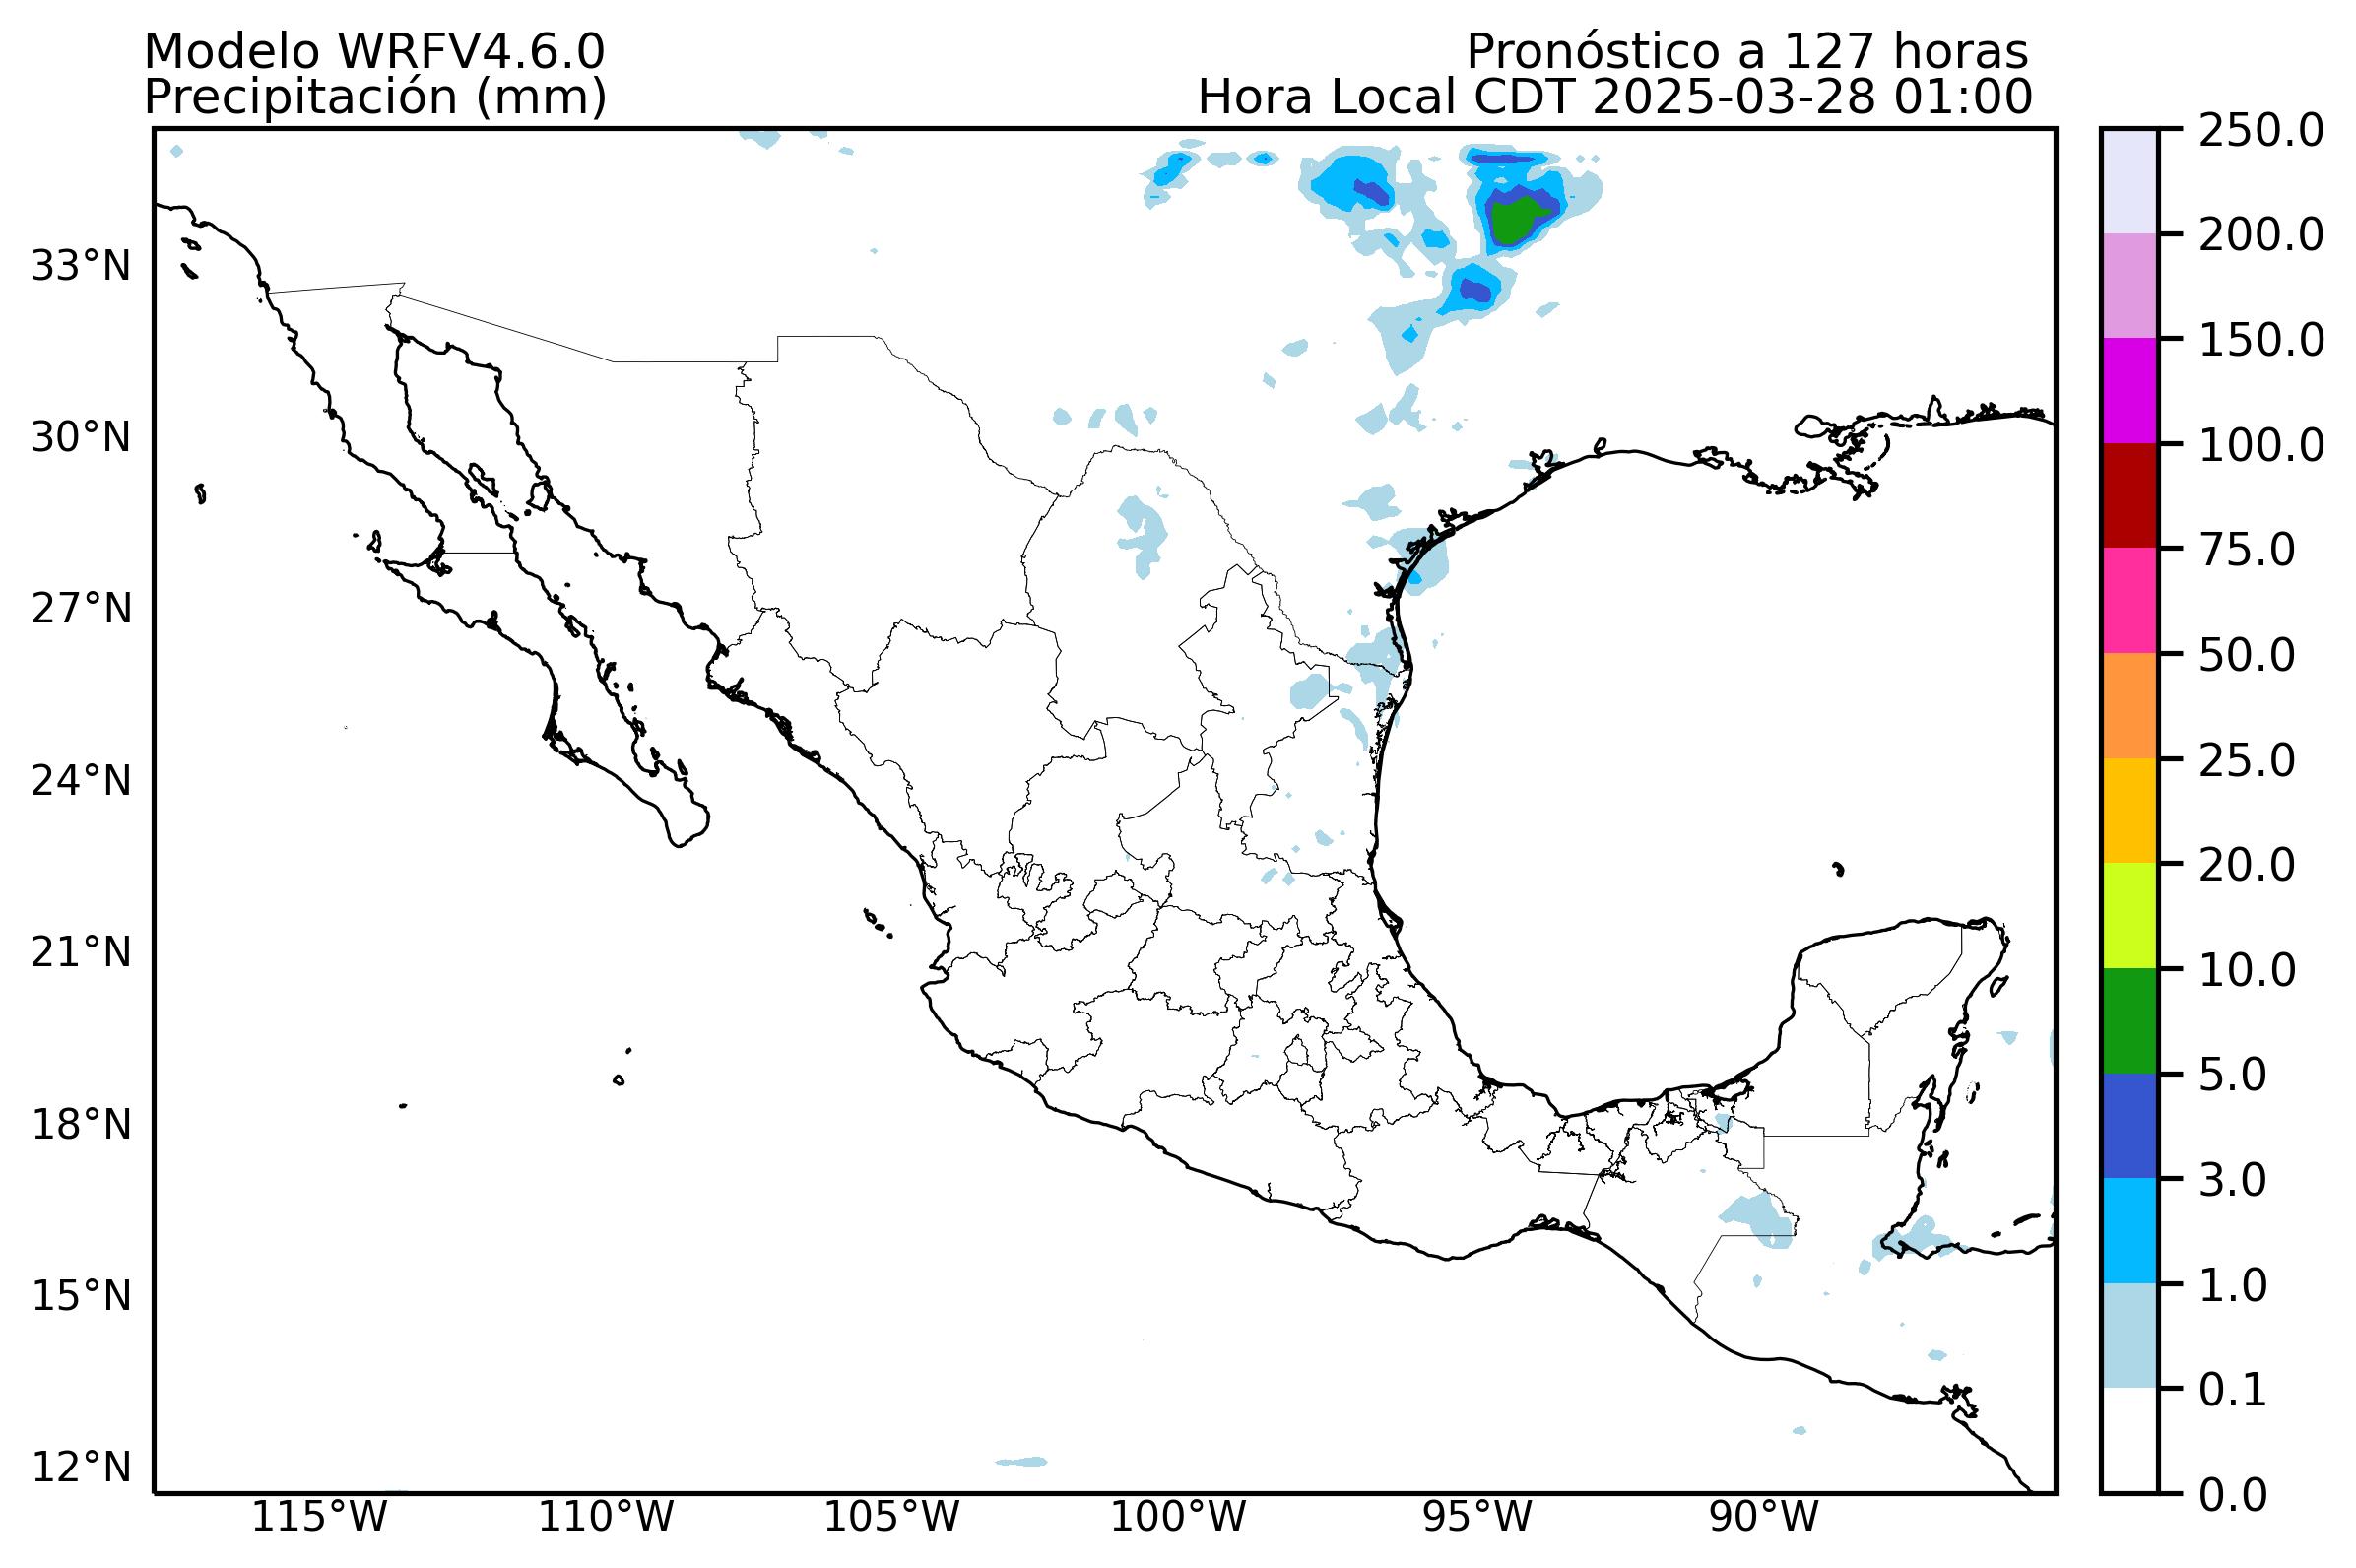 Modelo WRFV4.6.0
Pronóstico a 127 horas
Precipitación (mm)
Hora Local CDT 2025-03-28 01:00
33°N
30°N
27°N
24°N
21°N
18°N
15°N
12°N
115°W
110°W
105°W
100°W
95°W
90°W
250.0
200.0
150.0
100.0
75.0
50.0
25.0
20.0
10.0
5.0
3.0
1.0
0.1
0.0